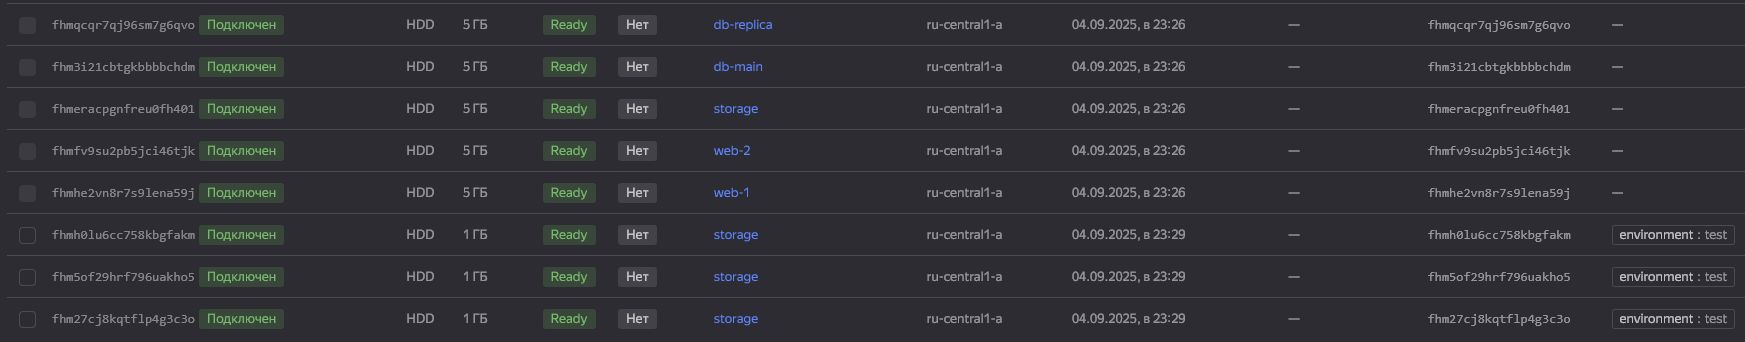 fhmqcqr7qj96sm7g6qvo Подключен HDD 5 ГБ Ready Нет db-replica ru-central1-a 04.09.2025, в 23:26 — fhmqcqr7qj96sm7g6qvo —
fhm3i21cbtgkbbbbchdm Подключен HDD 5 ГБ Ready Нет db-main ru-central1-a 04.09.2025, в 23:26 — fhm3i21cbtgkbbbbchdm —
fhmeracpgnfreu0fh401 Подключен HDD 5 ГБ Ready Нет storage ru-central1-a 04.09.2025, в 23:26 — fhmeracpgnfreu0fh401 —
fhmfv9su2pb5jci46tjk Подключен HDD 5 ГБ Ready Нет web-2 ru-central1-a 04.09.2025, в 23:26 — fhmfv9su2pb5jci46tjk —
fhmhe2vn8r7s9lena59j Подключен HDD 5 ГБ Ready Нет web-1 ru-central1-a 04.09.2025, в 23:26 — fhmhe2vn8r7s9lena59j —
fhmh0lu6cc758kbgfakm Подключен HDD 1 ГБ Ready Нет storage ru-central1-a 04.09.2025, в 23:29 — fhmh0lu6cc758kbgfakm environment : test
fhm5of29hrf796uakho5 Подключен HDD 1 ГБ Ready Нет storage ru-central1-a 04.09.2025, в 23:29 — fhm5of29hrf796uakho5 environment : test
fhm27cj8kqtflp4g3c3o Подключен HDD 1 ГБ Ready Нет storage ru-central1-a 04.09.2025, в 23:29 — fhm27cj8kqtflp4g3c3o environment : test